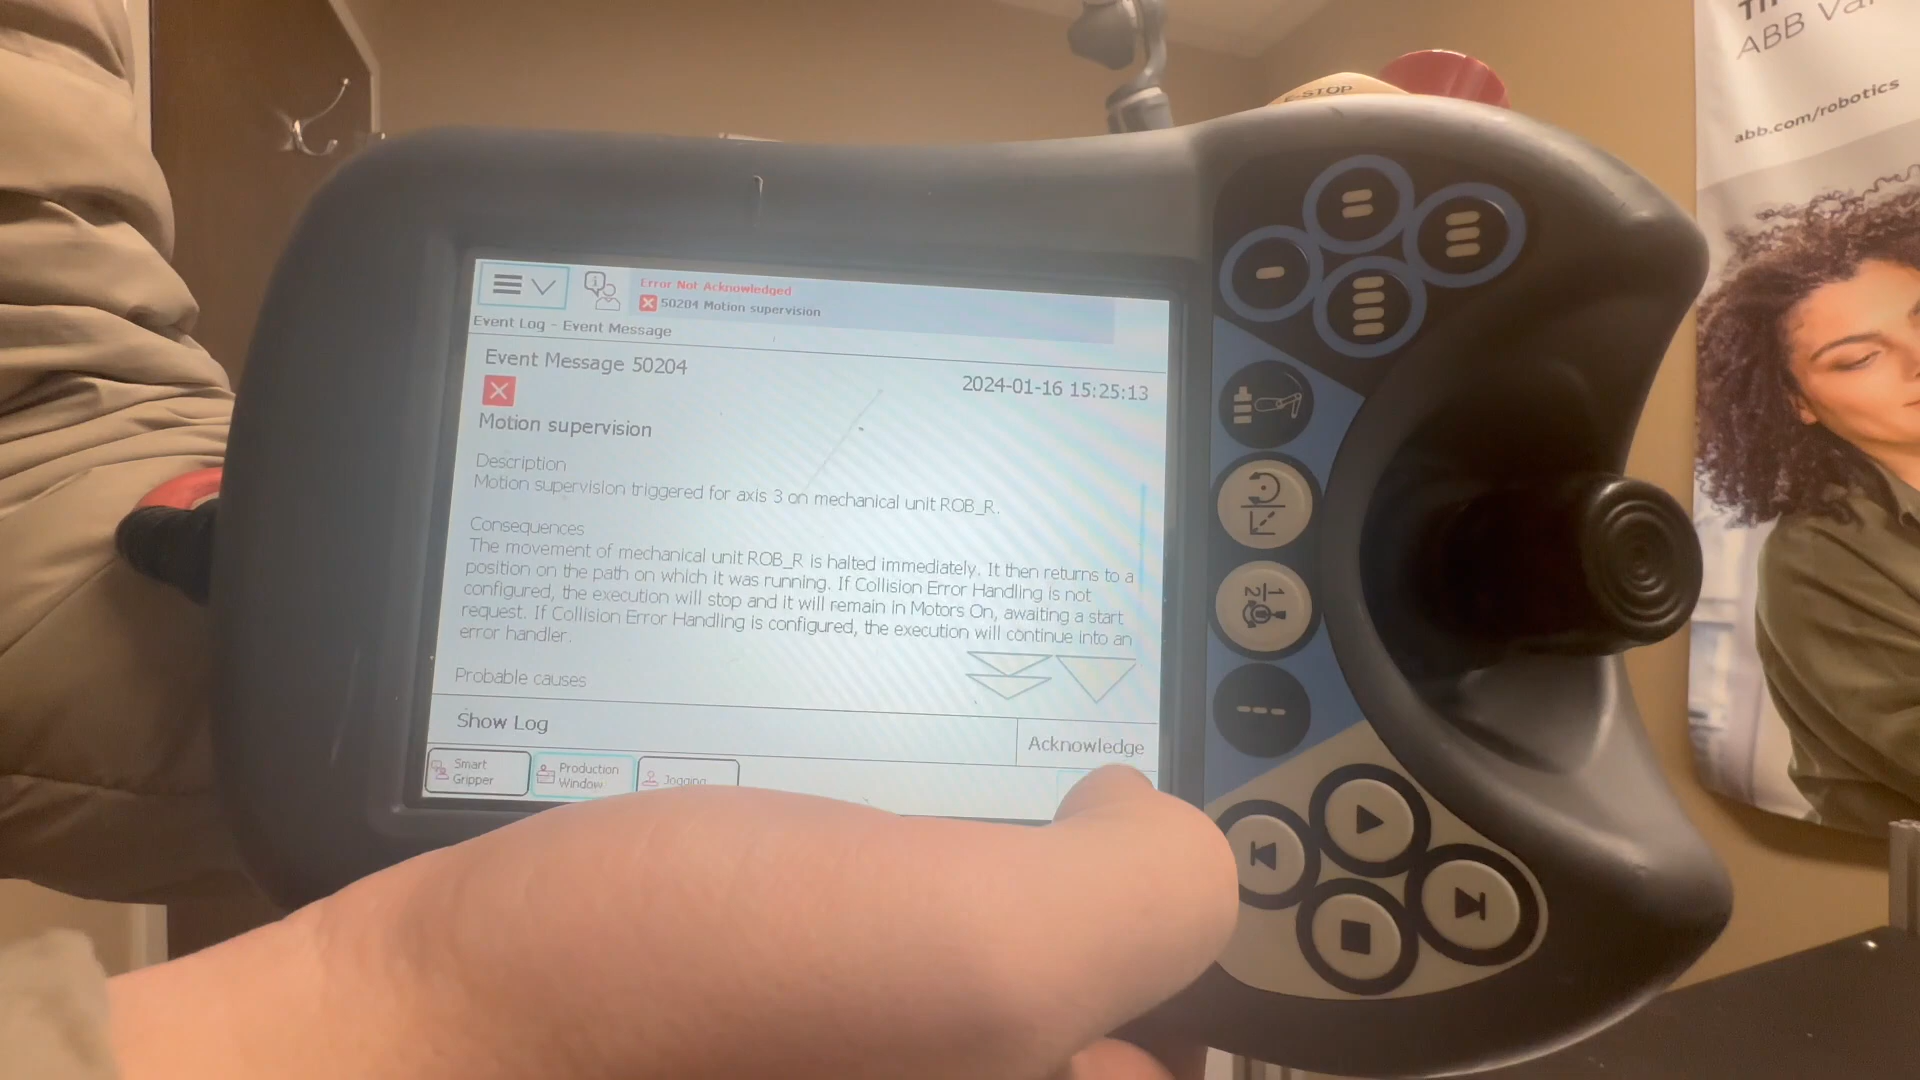 E-STOP
ABB
abb.com/robotics
Error Not Acknowledged
50204 Motion supervision
Event Log - Event Message
Event Message 50204
2024-01-16 15:25:13
Motion supervision
Description
Motion supervision triggered for axis 3 on mechanical unit ROB_R.
Consequences
The movement of mechanical unit ROB_R is halted immediately. It then returns to a
position on the path on which it was running. If Collision Error Handling is not
configured, the execution will stop and it will remain in Motors On, awaiting a start
request. If Collision Error Handling is configured, the execution will continue into an
error handler.
Probable causes
Show Log
Acknowledge
Smart
Gripper
Production
Window
Jogging